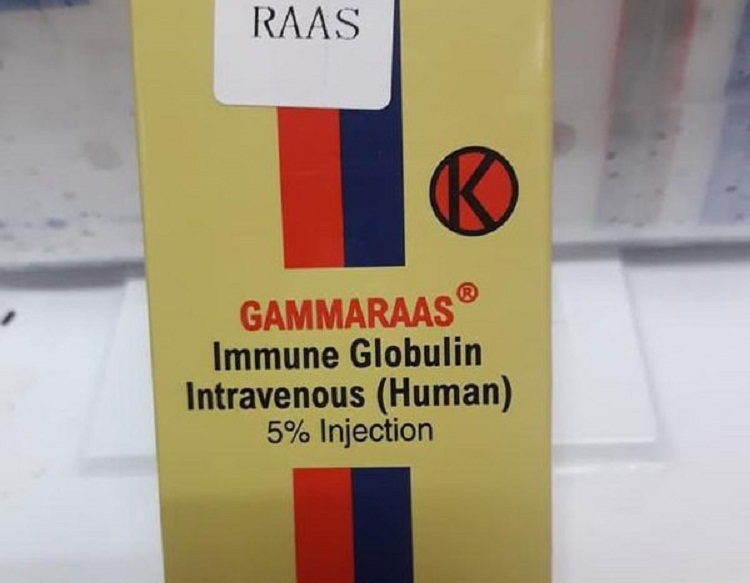 RAAS
K
GAMMARAAS®
Immune Globulin
Intravenous (Human)
5% Injection